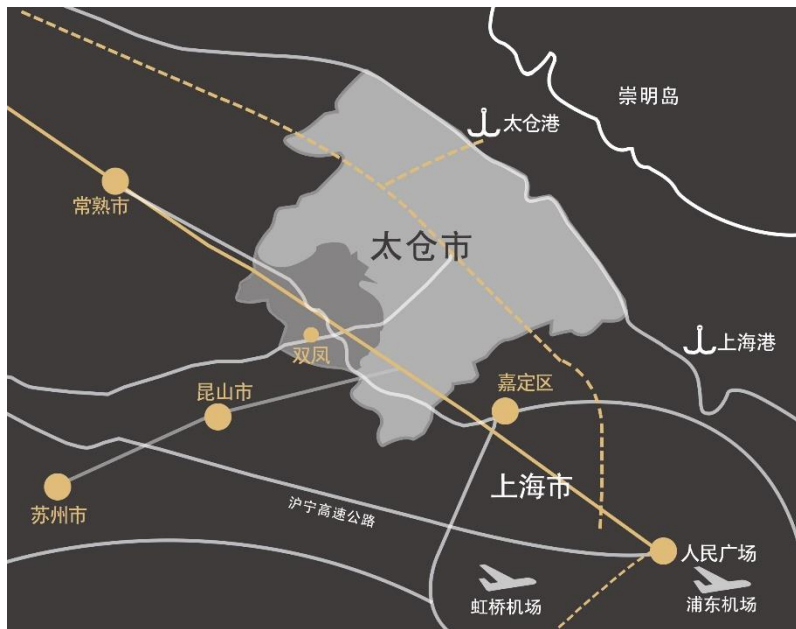 崇明岛
太仓港
常熟市
太仓市
上海港
双凤
昆山市
嘉定区
苏州市
上海市
沪宁高速公路
人民广场
虹桥机场
浦东机场